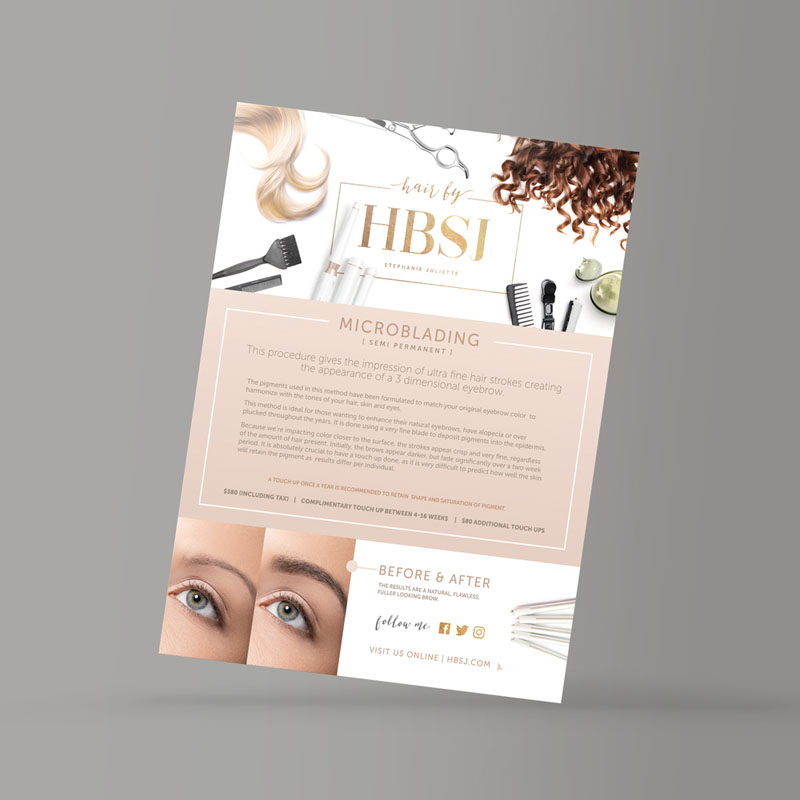 hair by
HBSJ
STEPHANIE JULIETTE
MICROBLADING
[ SEMI PERMANENT ]
This procedure gives the impression of ultra fine hair strokes creating
the appearance of a 3 dimensional eyebrow.
The pigments used in this method have been formulated to match your original eyebrow color to
harmonize with the tones of your hair, skin and eyes.
This method is ideal for those wanting to enhance their natural eyebrows, have alopecia or over
plucked throughout the years. It is done using a very fine blade to deposit pigments into the epidermis.
Because we're impacting color closer to the surface, the strokes appear crisp and very fine, regardless
of the amount of hair present. Initially, the brows appear darker, but fade significantly over a two week
period. It is absolutely crucial to have a touch up done, as it is very difficult to predict how well the skin
will retain the pigment as results differ per individual.
A TOUCH UP ONCE A YEAR IS RECOMMENDED TO RETAIN SHAPE AND SATURATION OF PIGMENT.
$380 (INCLUDING TAX) | COMPLIMENTARY TOUCH UP BETWEEN 4-16 WEEKS | $80 ADDITIONAL TOUCH UPS
BEFORE & AFTER
THE RESULTS ARE A NATURAL, FLAWLESS,
FULLER LOOKING BROW.
follow me
VISIT US ONLINE | HBSJ.COM